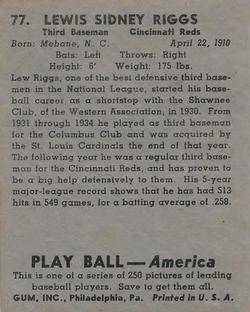 77. LEWIS SIDNEY RIGGS
Third Baseman Cincinnati Reds
Born: Mebane, N. C. April 22, 1910
Bats: Left Throws: Right
Height: 6' Weight: 175 lbs.
Lew Riggs, one of the best defensive third base-
men in the National League, started his base-
ball career as a shortstop with the Shawnee
Club, of the Western Association, in 1930. From
1931 through 1934 he played as third baseman
for the Columbus Club and was acquired by
the St. Louis Cardinals the end of that year.
The following year he was a regular third base-
man for the Cincinnati Reds, and has proven to
be a big help defensively to them. His 5-year
major-league record shows that he has had 513
hits in 549 games, for a batting average of .258.
PLAY BALL — America
This is one of a series of 250 pictures of leading
baseball players. Save to get them all.
GUM, INC., Philadelphia, Pa. Printed in U. S. A.